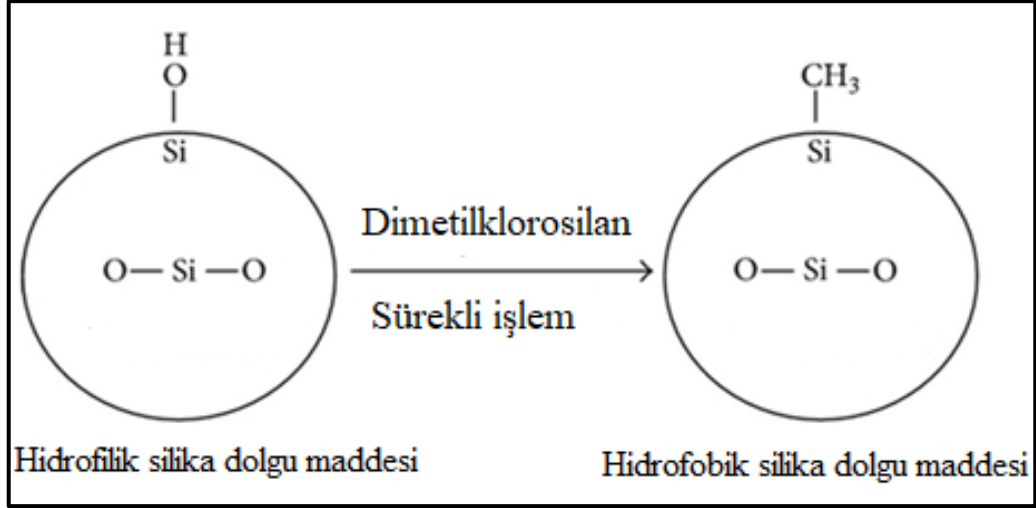 H
O
Si
O—Si—O
Hidrofilik silika dolgu maddesi
Dimetilklorosilan
Sürekli işlem
CH₃
Si
O—Si—O
Hidrofobik silika dolgu maddesi